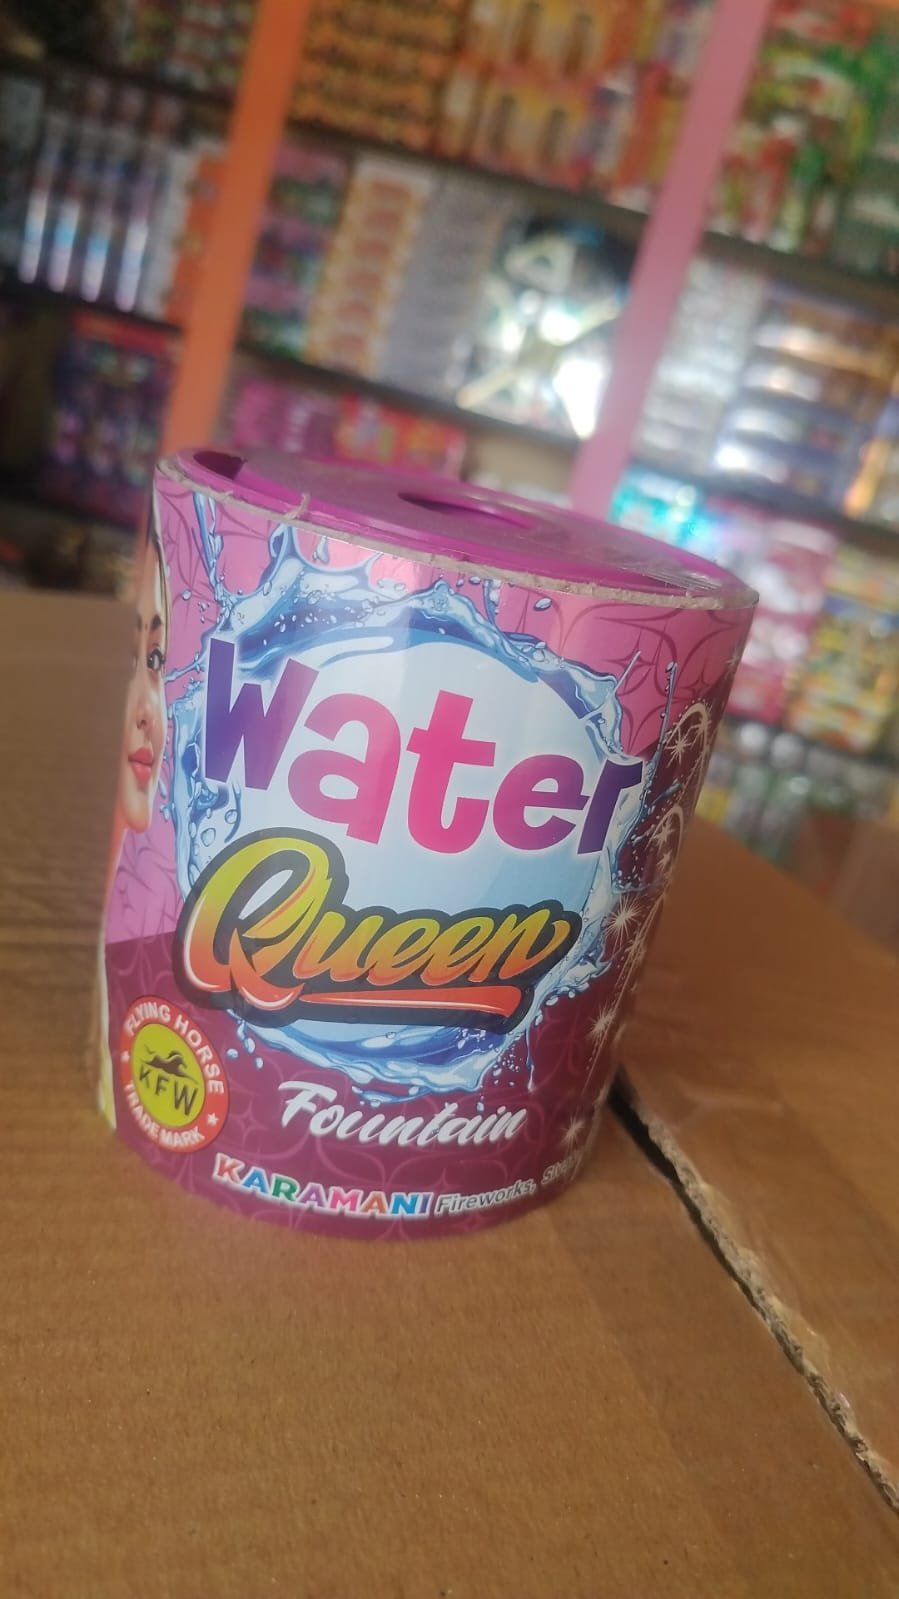 Water
Queen
Fountain
FLYING HORSE
KFW
TRADE MARK
KARAMANI Fireworks,